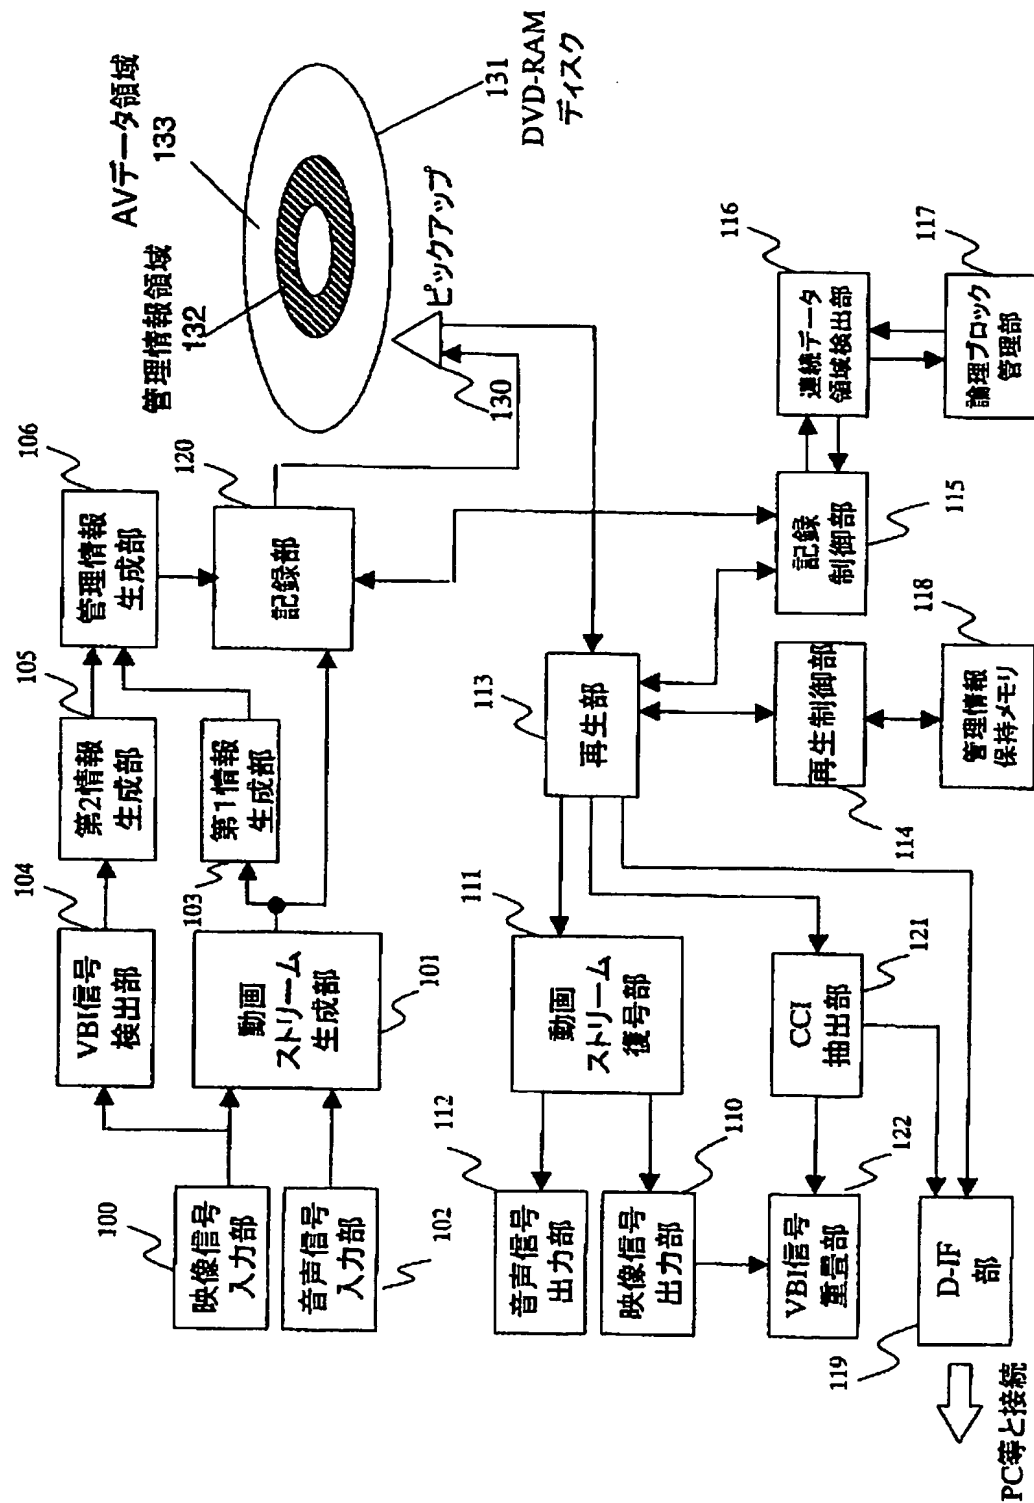 100
映像信号
入力部
音声信号
入力部
102
104
VBI信号
検出部
動画
ストリーム
生成部
101
105
第2情報
生成部
103
第1情報
生成部
106
管理情報
生成部
120
記録部
AVデータ領域
133
管理情報領域
132
131
DVD-RAM
ディスク
ピックアップ
130
112
音声信号
出力部
映像信号
出力部
110
111
動画
ストリーム
復号部
113
再生部
再生制御部
114
管理情報
保持メモリ
118
記録
制御部
115
116
連続データ
領域検出部
117
論理ブロック
管理部
CCI
抽出部
121
VBI信号
重畳部
122
D-IF
部
119
PC等と接続